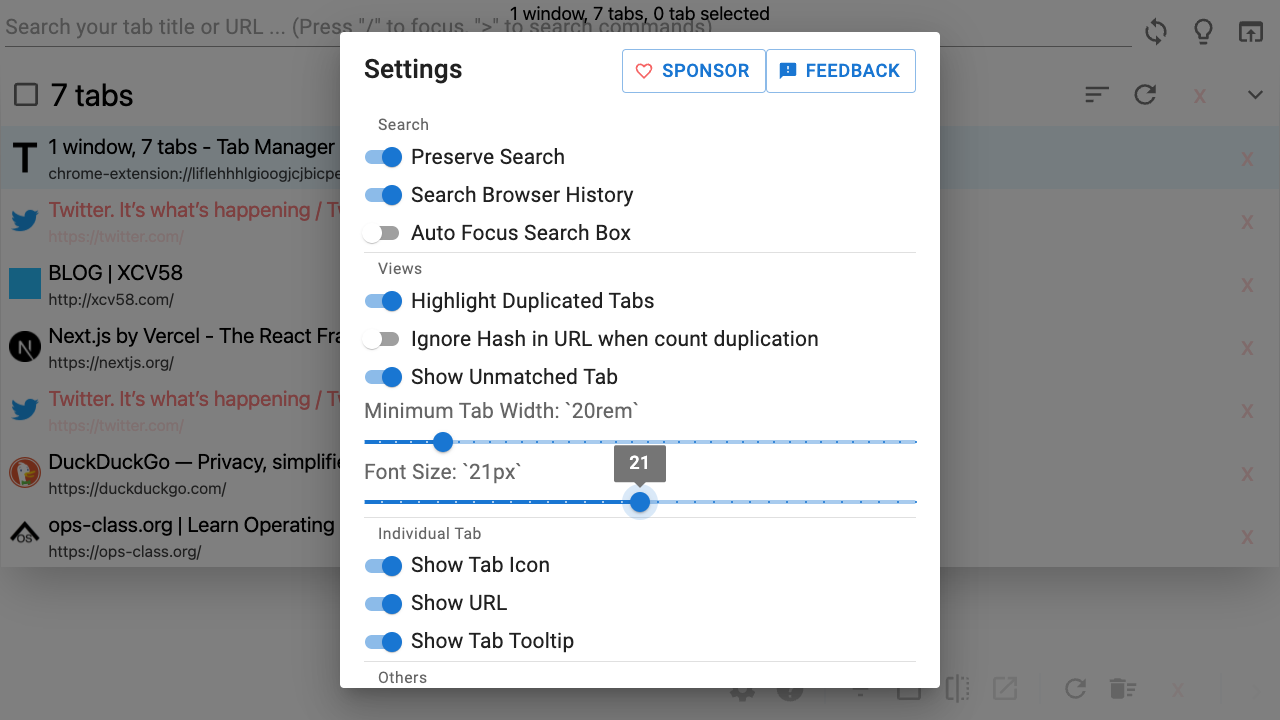 1 window, 7 tabs, 0 tab selected
Search your tab title or URL ... (Press "/" to focus, ">" to search commands)
7 tabs
X
1 window, 7 tabs - Tab Manager
chrome-extension://liflehhhlgioogjcjbicpe
X
Twitter. It's what's happening / Tw
https://twitter.com/
X
BLOG | XCV58
http://xcv58.com/
X
Next.js by Vercel - The React Fra
https://nextjs.org/
X
Twitter. It's what's happening / Tw
https://twitter.com/
X
DuckDuckGo — Privacy, simplifie
https://duckduckgo.com/
X
ops-class.org | Learn Operating
https://ops-class.org/
X
Settings
SPONSOR
FEEDBACK
Search
Preserve Search
Search Browser History
Auto Focus Search Box
Views
Highlight Duplicated Tabs
Ignore Hash in URL when count duplication
Show Unmatched Tab
Minimum Tab Width: `20rem`
Font Size: `21px`
21
Individual Tab
Show Tab Icon
Show URL
Show Tab Tooltip
Others
X